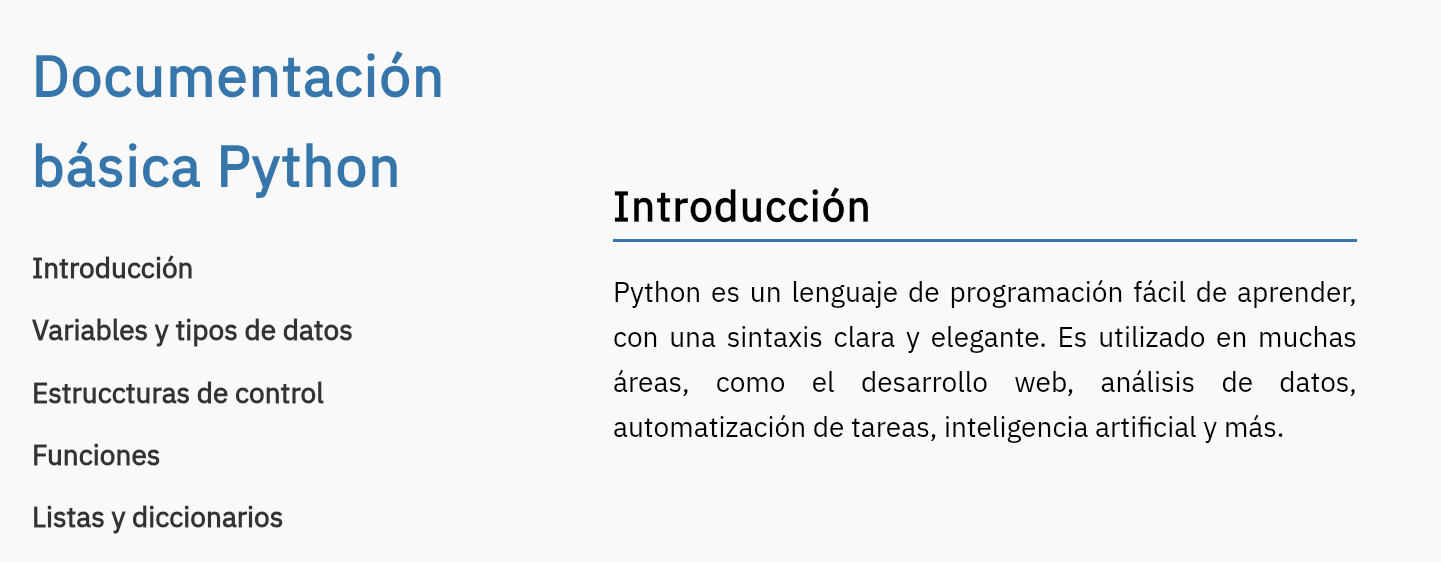 Documentación
básica Python
Introducción
Variables y tipos de datos
Estruccturas de control
Funciones
Listas y diccionarios
Introducción
Python es un lenguaje de programación fácil de aprender,
con una sintaxis clara y elegante. Es utilizado en muchas
áreas, como el desarrollo web, análisis de datos,
automatización de tareas, inteligencia artificial y más.